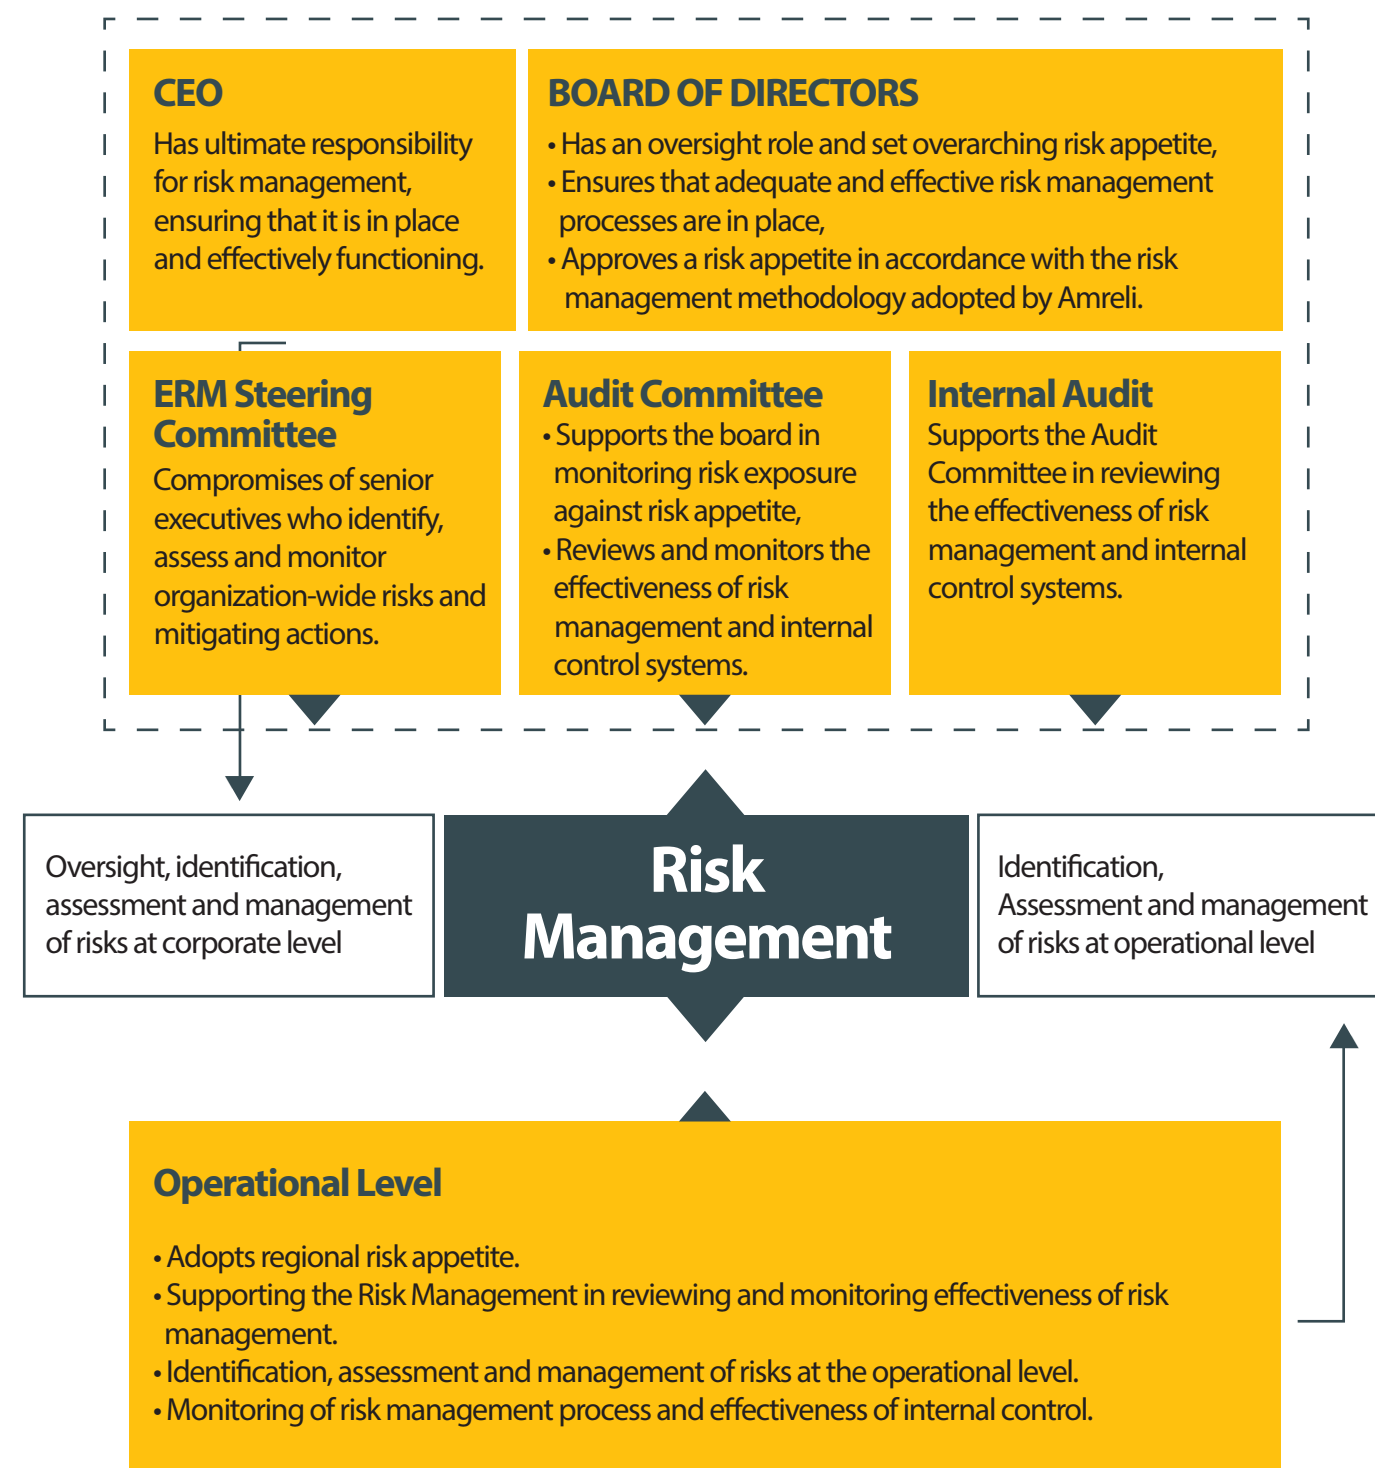 CEO
Has ultimate responsibility
for risk management,
ensuring that it is in place
and effectively functioning.
BOARD OF DIRECTORS
• Has an oversight role and set overarching risk appetite,
• Ensures that adequate and effective risk management
processes are in place,
• Approves a risk appetite in accordance with the risk
management methodology adopted by Amreli.
ERM Steering
Committee
Compromises of senior
executives who identify,
assess and monitor
organization-wide risks and
mitigating actions.
Audit Committee
• Supports the board in
monitoring risk exposure
against risk appetite,
• Reviews and monitors the
effectiveness of risk
management and internal
control systems.
Internal Audit
Supports the Audit
Committee in reviewing
the effectiveness of risk
management and internal
control systems.
Oversight, identification,
assessment and management
of risks at corporate level
Risk
Management
Identification,
Assessment and management
of risks at operational level
Operational Level
• Adopts regional risk appetite.
• Supporting the Risk Management in reviewing and monitoring effectiveness of risk
management.
• Identification, assessment and management of risks at the operational level.
• Monitoring of risk management process and effectiveness of internal control.